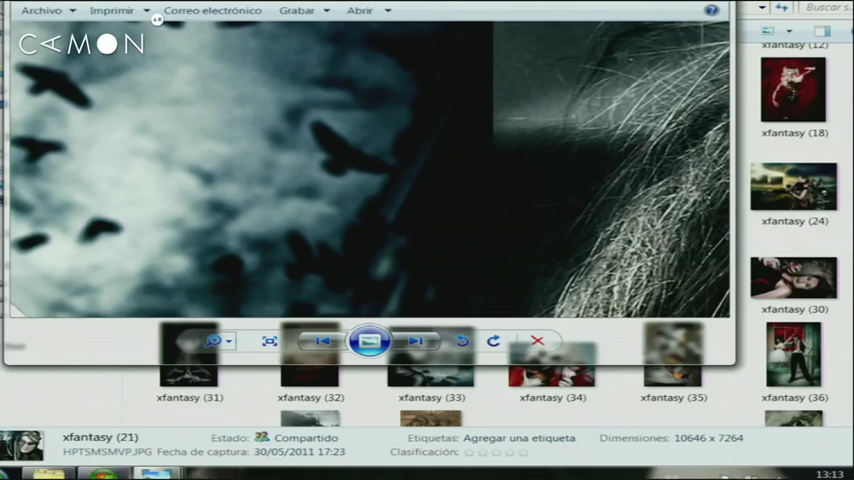 Archivo
Imprimir
Correo electrónico
Grabar
Abrir
Buscar s
CAMON
xfantasy (12)
xfantasy (18)
xfantasy (24)
xfantasy (30)
xfantasy (31)
xfantasy (32)
xfantasy (33)
xfantasy (34)
xfantasy (35)
xfantasy (36)
xfantasy (21)
Estado: Compartido
Etiquetas: Agregar una etiqueta
Dimensiones: 10646 x 7264
HPTSMSMVP.JPG Fecha de captura: 30/05/2011 17:23
Clasificación:
13:13